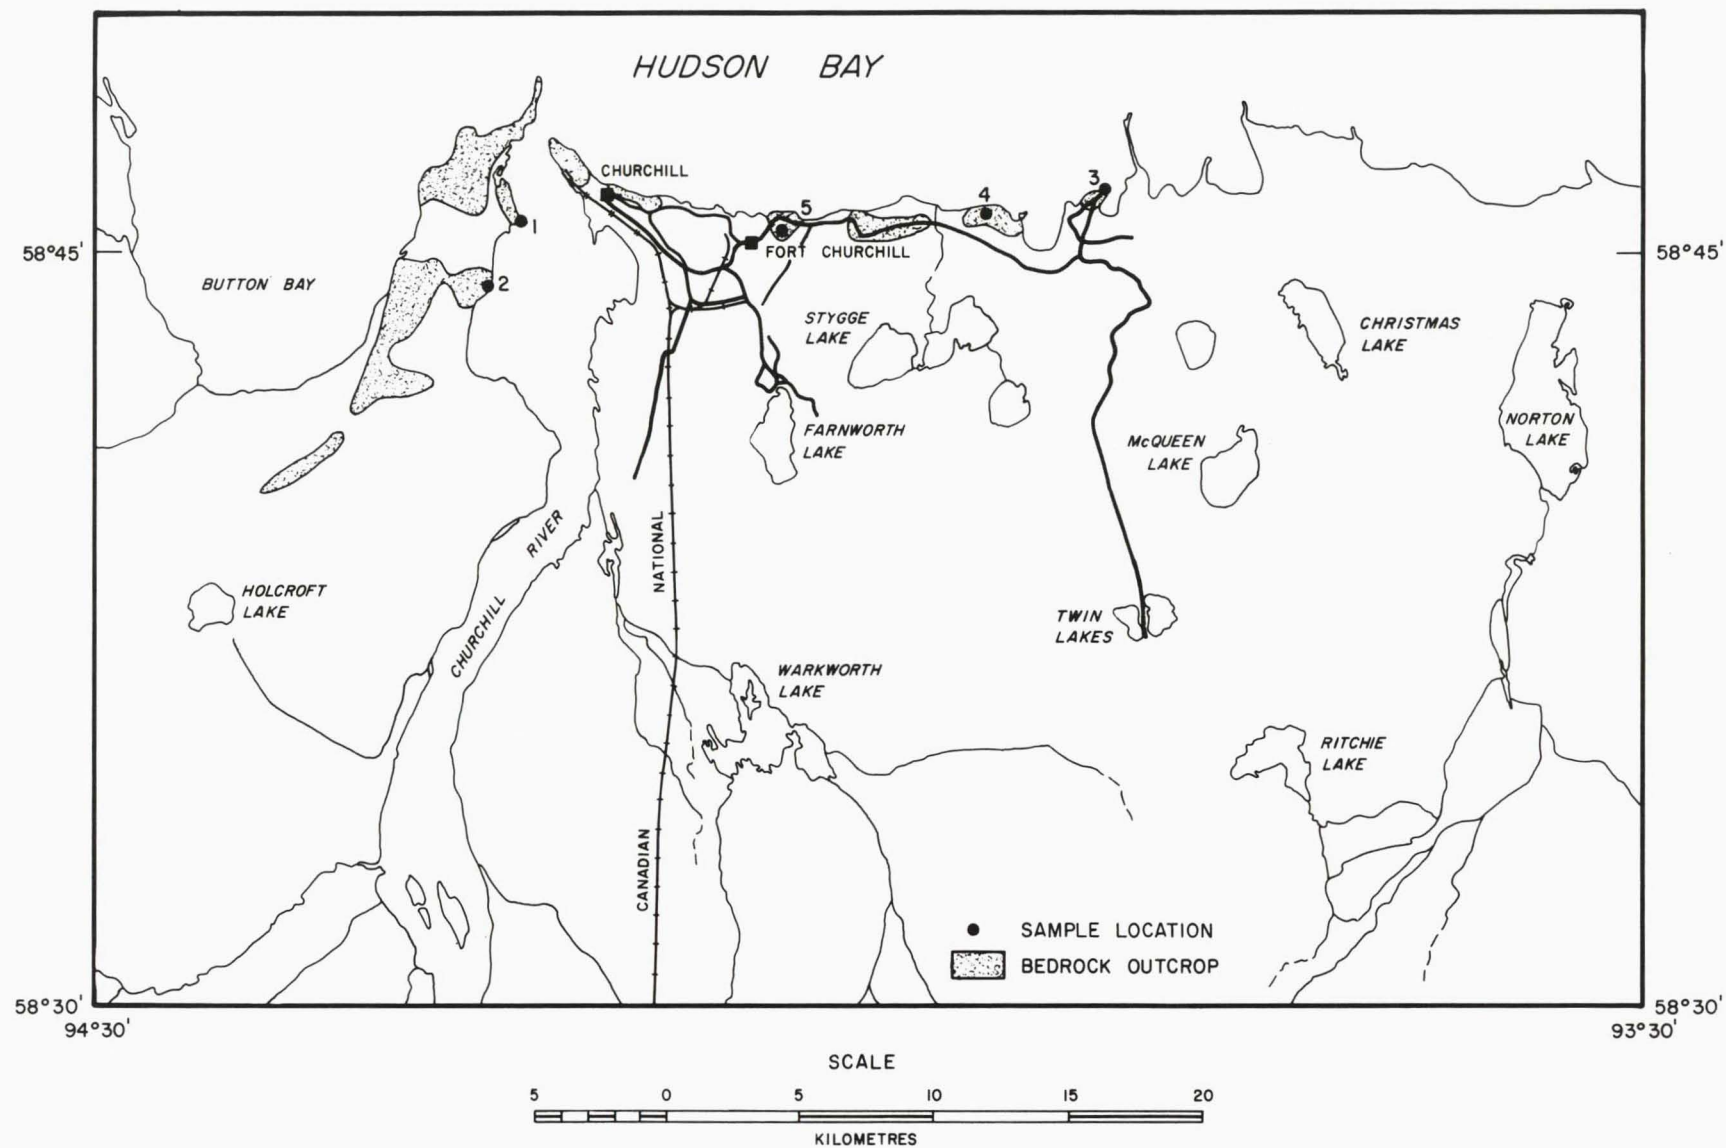 HUDSON BAY
CHURCHILL
3
4
5
1
FORT CHURCHILL
58°45'
58°45'
BUTTON BAY
2
STYGGE
LAKE
CHRISTMAS
LAKE
FARNWORTH
LAKE
McQUEEN
LAKE
NORTON
LAKE
CHURCHILL RIVER
CANADIAN NATIONAL
HOLCROFT
LAKE
TWIN
LAKES
WARKWORTH
LAKE
RITCHIE
LAKE
SAMPLE LOCATION
BEDROCK OUTCROP
58°30'
58°30'
94°30'
93°30'
SCALE
5 0 5 10 15 20
KILOMETRES